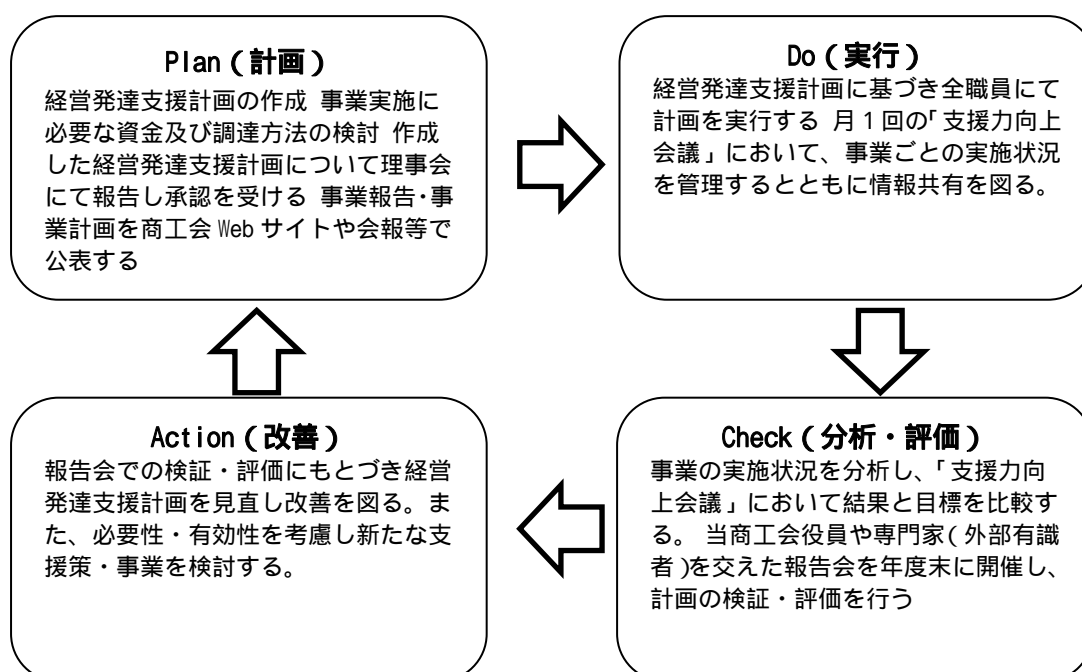 Plan（計画）
経営発達支援計画の作成 事業実施に
必要な資金及び調達方法の検討 作成
した経営発達支援計画について理事会
にて報告し承認を受ける 事業報告・事
業計画を商工会 Web サイトや会報等で
公表する
Do（実行）
経営発達支援計画に基づき全職員にて
計画を実行する 月１回の「支援力向上
会議」において、事業ごとの実施状況
を管理するとともに情報共有を図る。
Action（改善）
報告会での検証・評価にもとづき経営
発達支援計画を見直し改善を図る。ま
た、必要性・有効性を考慮し新たな支
援策・事業を検討する。
Check（分析・評価）
事業の実施状況を分析し、「支援力向
上会議」において結果と目標を比較す
る。 当商工会役員や専門家（外部有識
者）を交えた報告会を年度末に開催し、
計画の検証・評価を行う